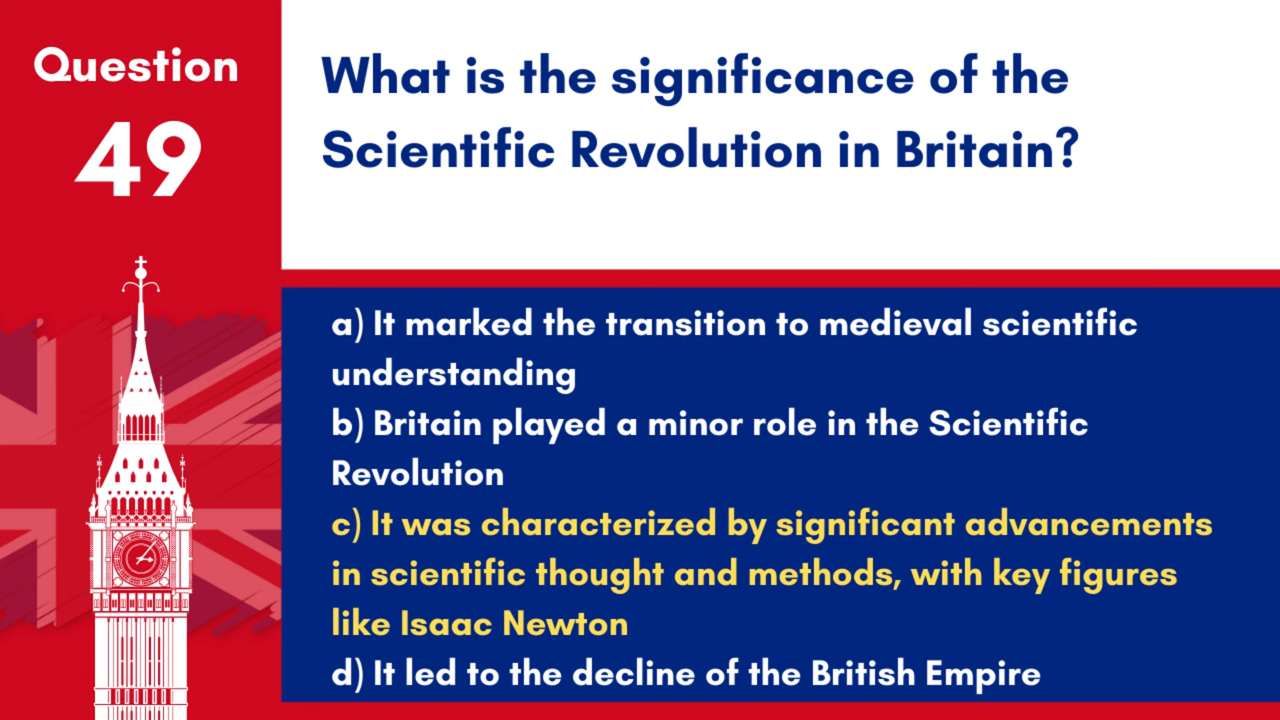 Question
49
What is the significance of the
Scientific Revolution in Britain?
a) It marked the transition to medieval scientific
understanding
b) Britain played a minor role in the Scientific
Revolution
c) It was characterized by significant advancements
in scientific thought and methods, with key figures
like Isaac Newton
d) It led to the decline of the British Empire